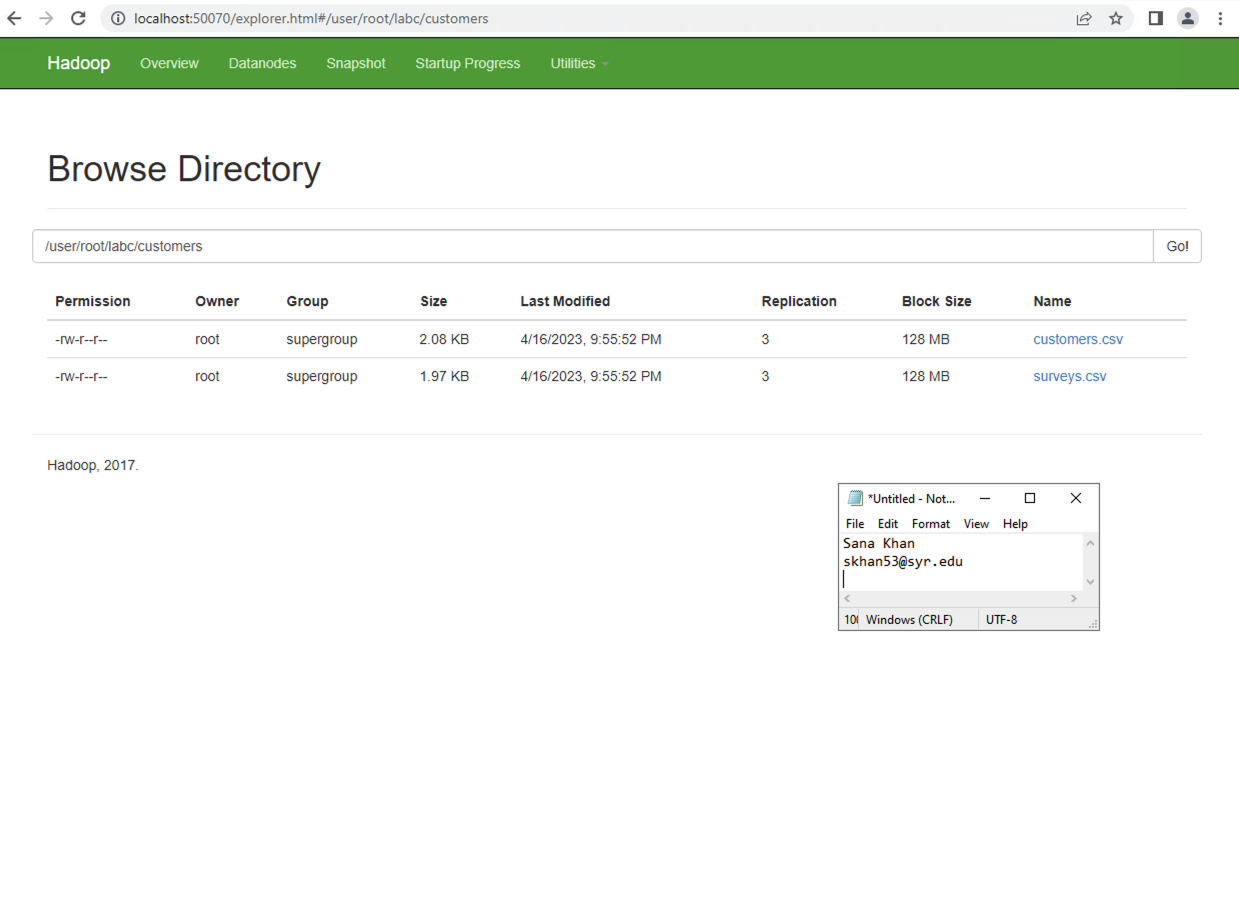 localhost:50070/explorer.html#/user/root/labc/customers
Hadoop Overview Datanodes Snapshot Startup Progress Utilities
Browse Directory
/user/root/labc/customers Go!
Permission Owner Group Size Last Modified Replication Block Size Name
-rw-r--r-- root supergroup 2.08 KB 4/16/2023, 9:55:52 PM 3 128 MB customers.csv
-rw-r--r-- root supergroup 1.97 KB 4/16/2023, 9:55:52 PM 3 128 MB surveys.csv
Hadoop, 2017.
*Untitled - Not...
File Edit Format View Help
Sana Khan
skhan53@syr.edu
100 Windows (CRLF) UTF-8